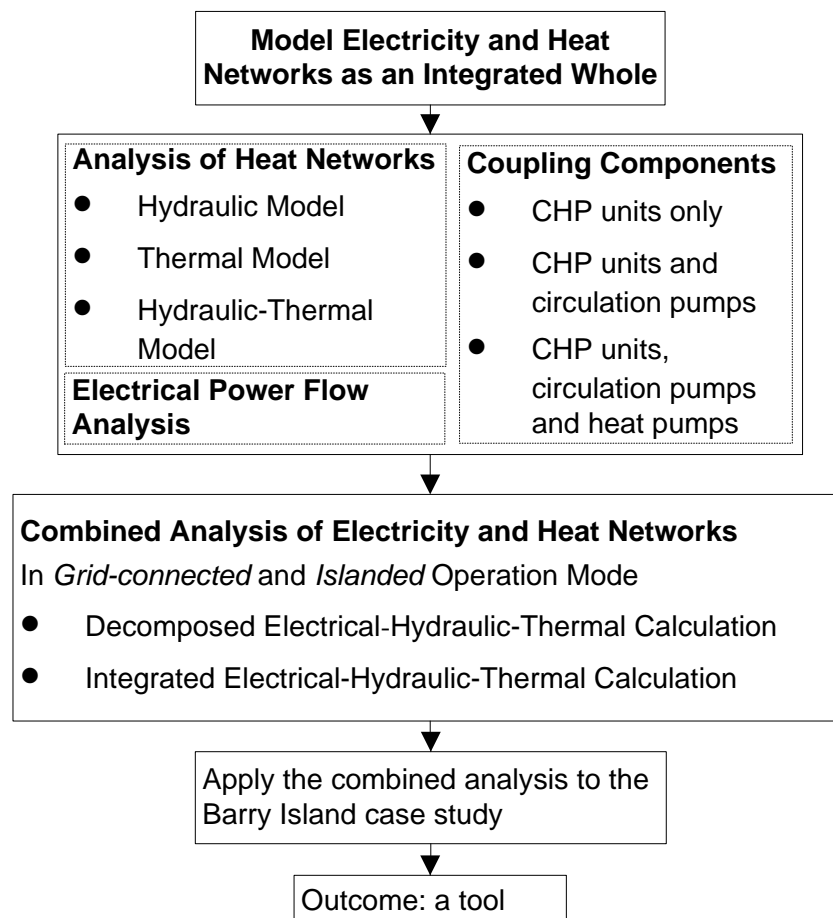 Model Electricity and Heat
Networks as an Integrated Whole
Analysis of Heat Networks
● Hydraulic Model
● Thermal Model
● Hydraulic-Thermal
Model
Electrical Power Flow
Analysis
Coupling Components
● CHP units only
● CHP units and
circulation pumps
● CHP units,
circulation pumps
and heat pumps
Combined Analysis of Electricity and Heat Networks
In Grid-connected and Islanded Operation Mode
● Decomposed Electrical-Hydraulic-Thermal Calculation
● Integrated Electrical-Hydraulic-Thermal Calculation
Apply the combined analysis to the
Barry Island case study
Outcome: a tool